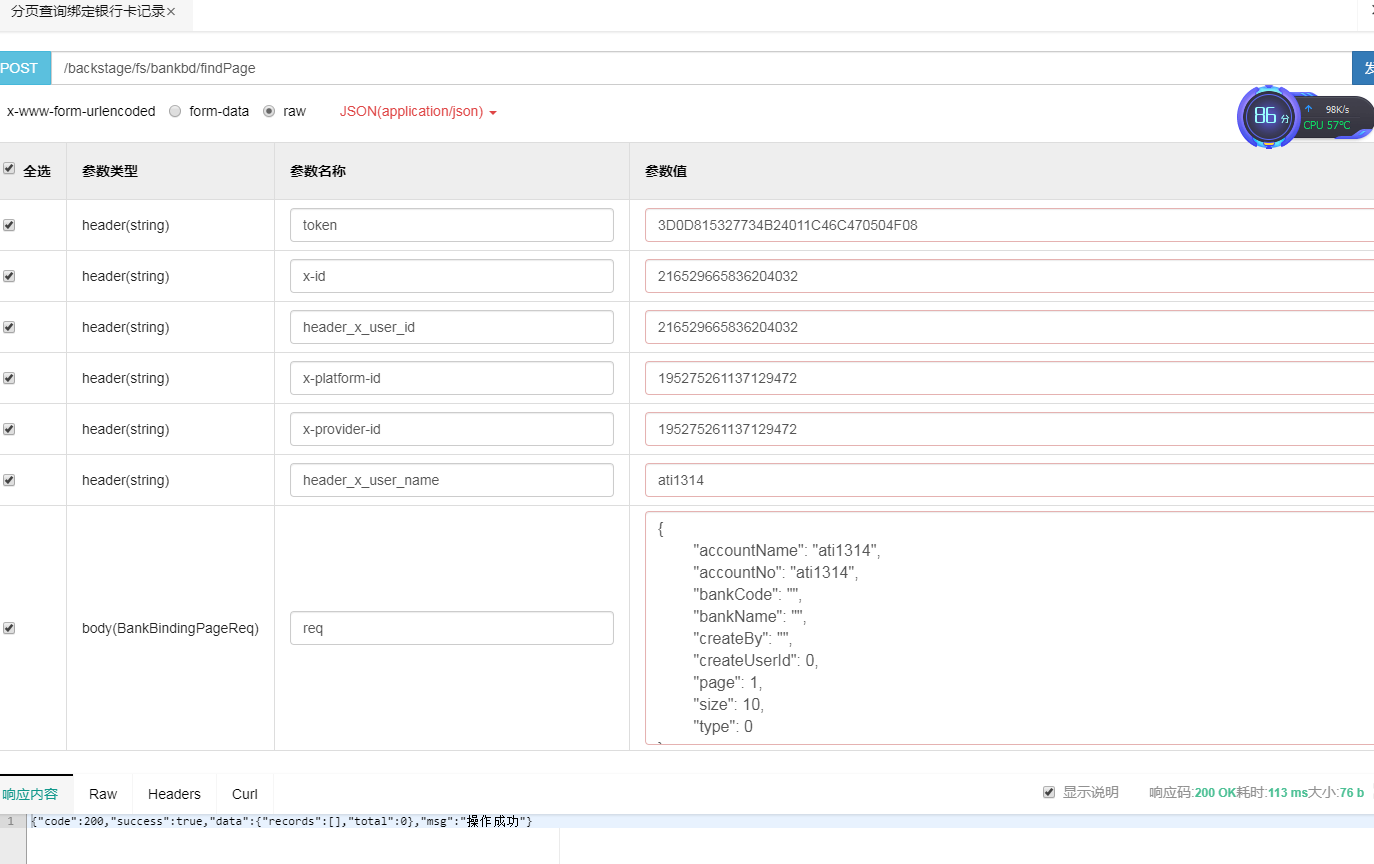 分页查询绑定银行卡记录×
POST /backstage/fs/bankbd/findPage 发
x-www-form-urlencoded form-data raw JSON(application/json)
86分 98K/s
CPU 57℃
全选 参数类型 参数名称 参数值
header(string) token 3D0D815327734B24011C46C470504F08
header(string) x-id 216529665836204032
header(string) header_x_user_id 216529665836204032
header(string) x-platform-id 195275261137129472
header(string) x-provider-id 195275261137129472
header(string) header_x_user_name ati1314
body(BankBindingPageReq) req
{
"accountName": "ati1314",
"accountNo": "ati1314",
"bankCode": "",
"bankName": "",
"createBy": "",
"createUserId": 0,
"page": 1,
"size": 10,
"type": 0
响应内容 Raw Headers Curl 显示说明 响应码:200 OK耗时:113 ms大小:76 b
1 {"code":200,"success":true,"data":{"records":[],"total":0},"msg":"操作成功"}